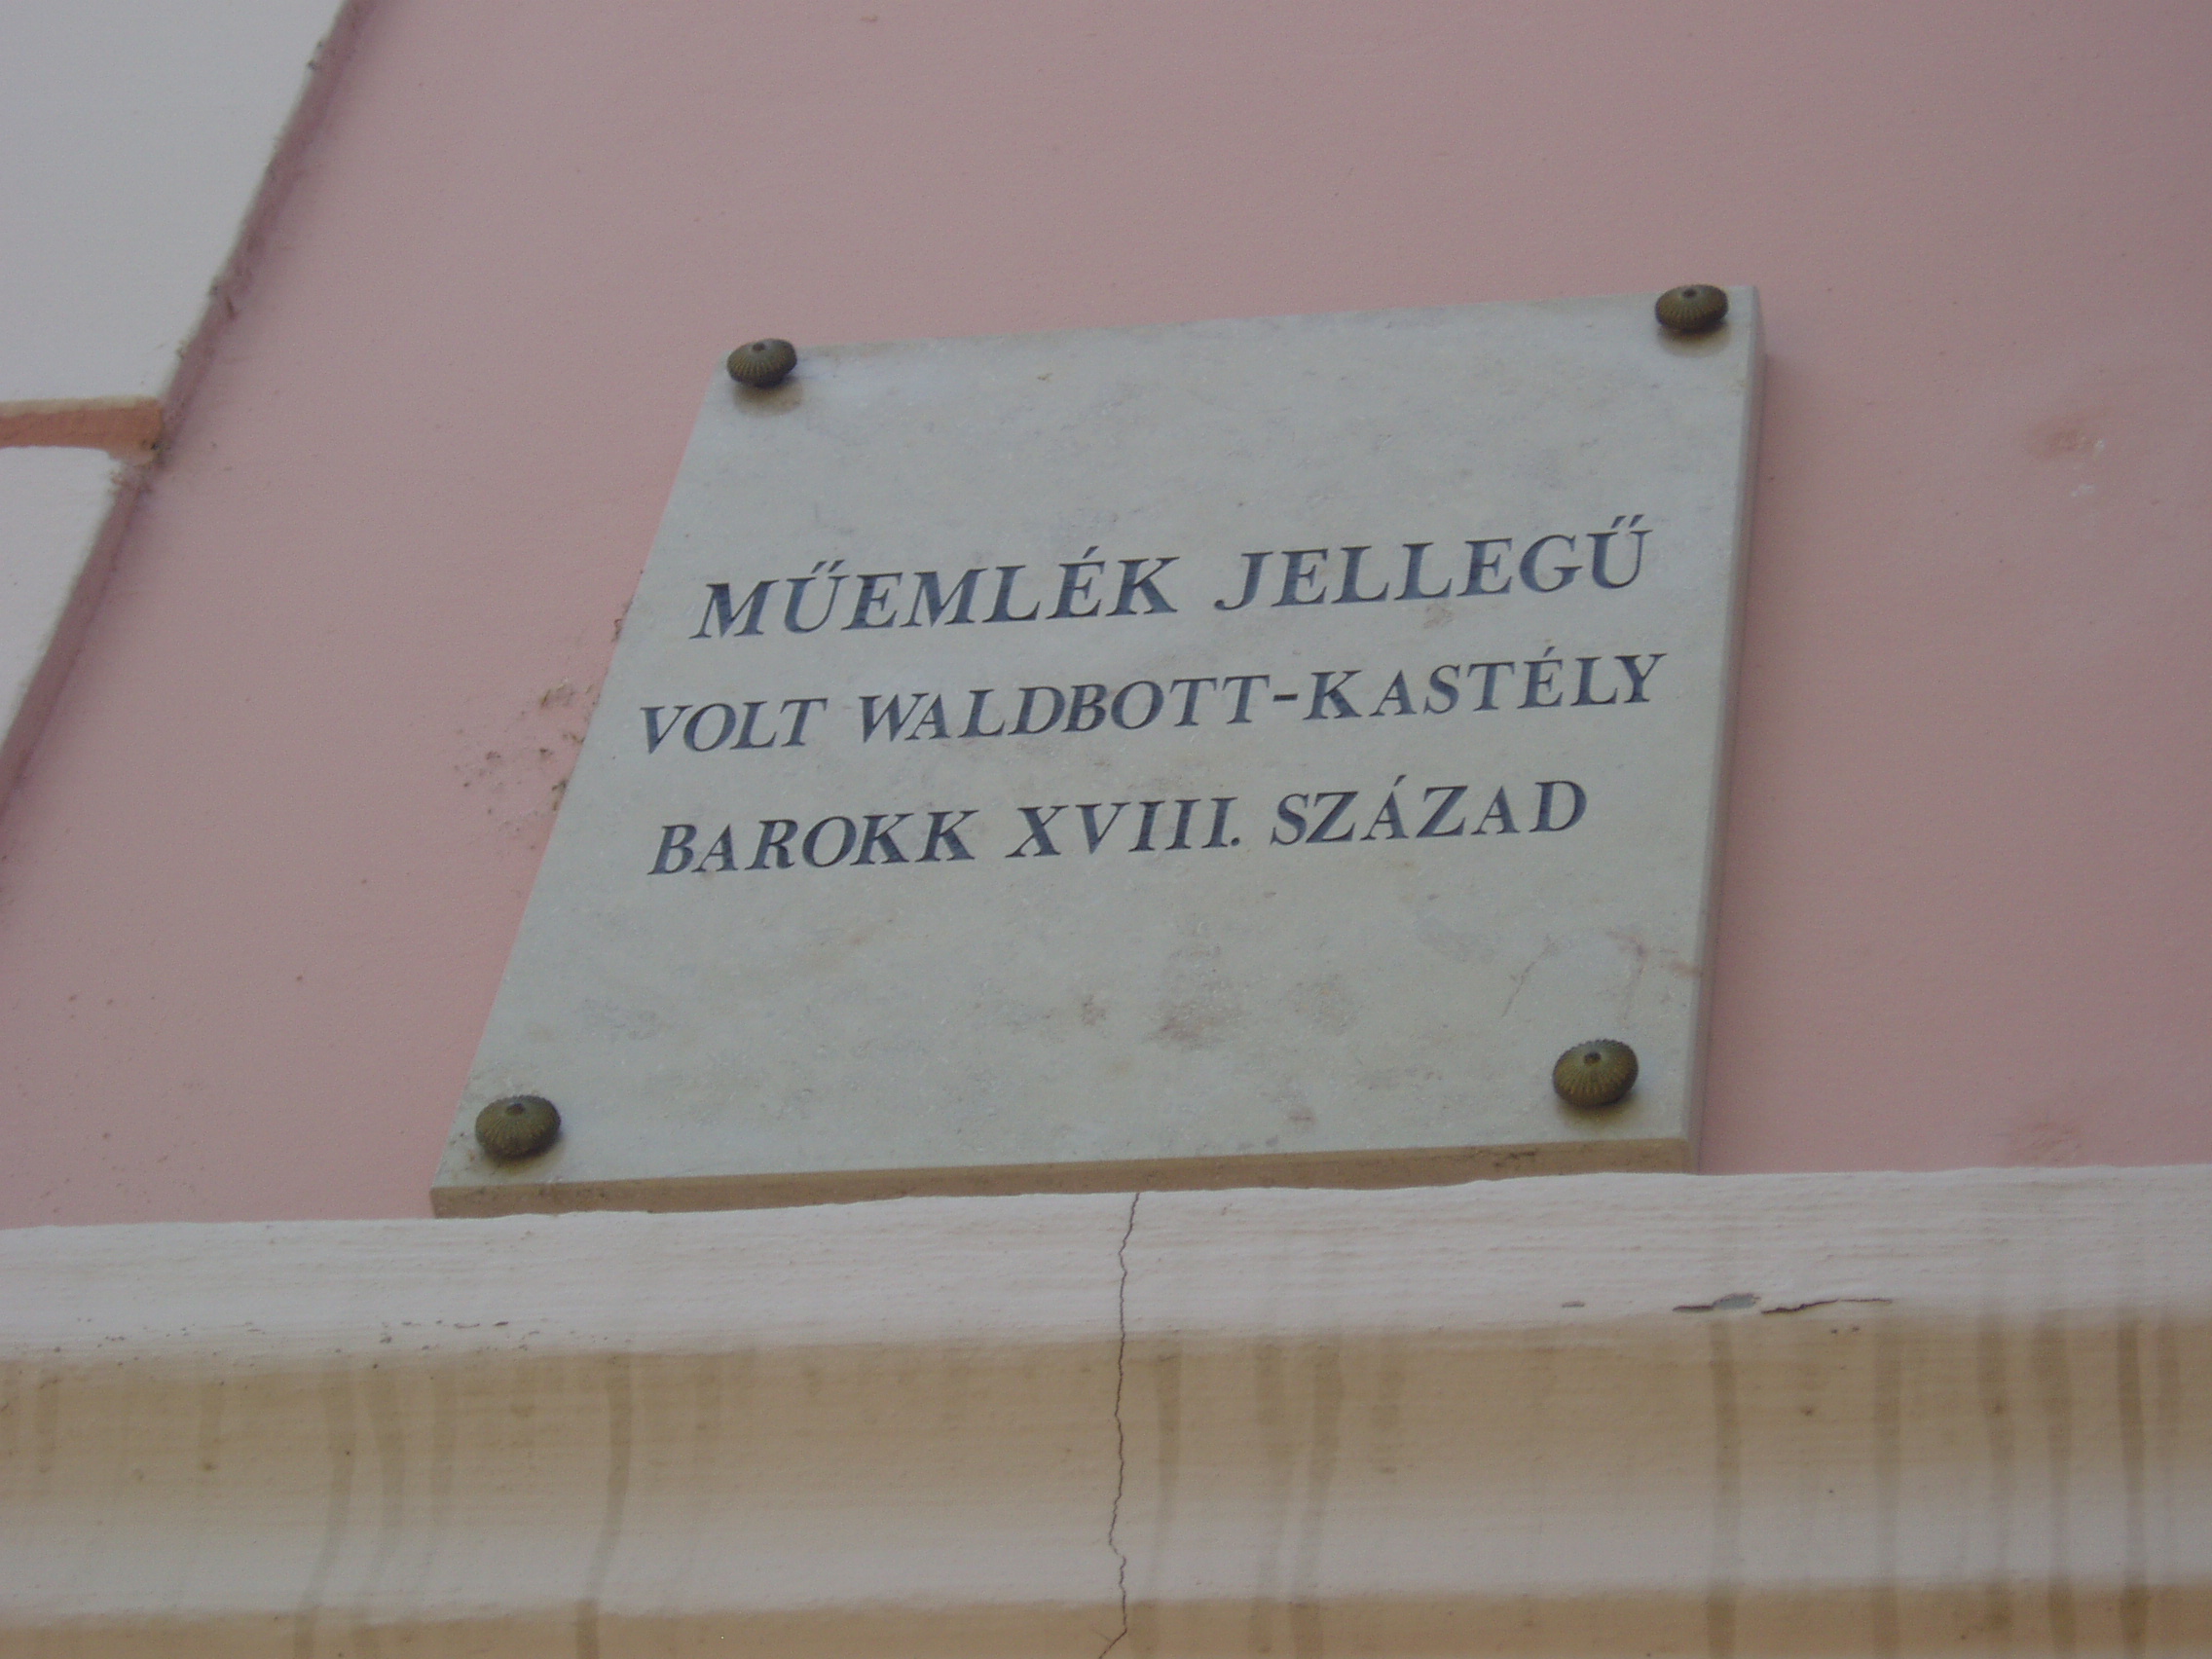 MŰEMLÉK JELLEGŰ
VOLT WALDBOTT-KASTÉLY
BAROKK XVIII. SZÁZAD